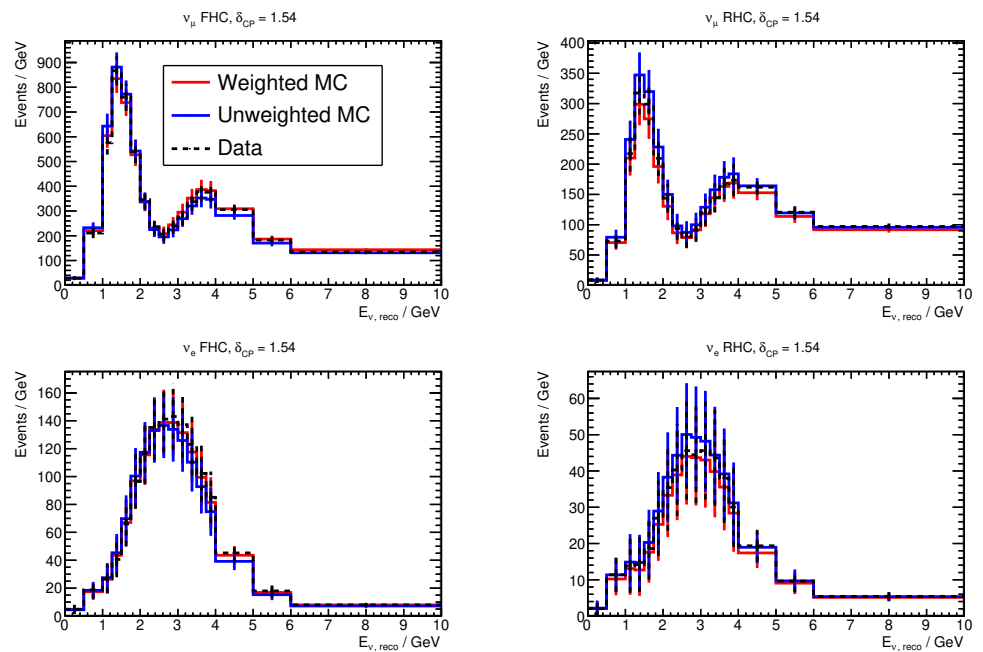 ν_μ FHC, δ_CP = 1.54
Events / GeV
900
800
700
600
500
400
300
200
100
0
0 1 2 3 4 5 6 7 8 9 10
E_ν, reco / GeV
Weighted MC
Unweighted MC
Data
ν_μ RHC, δ_CP = 1.54
Events / GeV
400
350
300
250
200
150
100
50
0
0 1 2 3 4 5 6 7 8 9 10
E_ν, reco / GeV
ν_e FHC, δ_CP = 1.54
Events / GeV
160
140
120
100
80
60
40
20
0
0 1 2 3 4 5 6 7 8 9 10
E_ν, reco / GeV
ν_e RHC, δ_CP = 1.54
Events / GeV
60
50
40
30
20
10
0
0 1 2 3 4 5 6 7 8 9 10
E_ν, reco / GeV